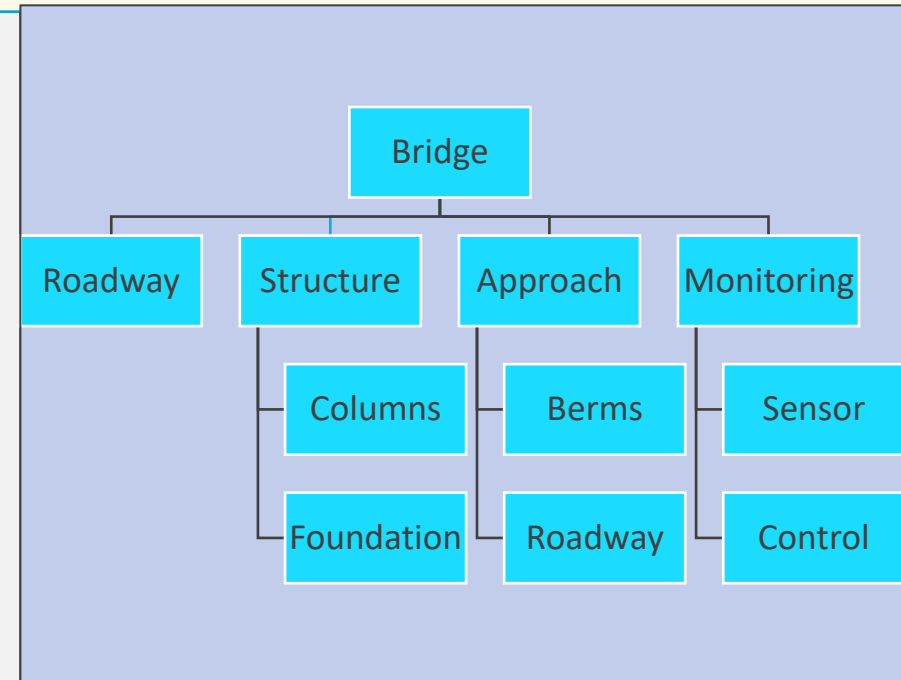 Bridge
Roadway
Structure
Approach
Monitoring
Columns
Berms
Sensor
Foundation
Roadway
Control